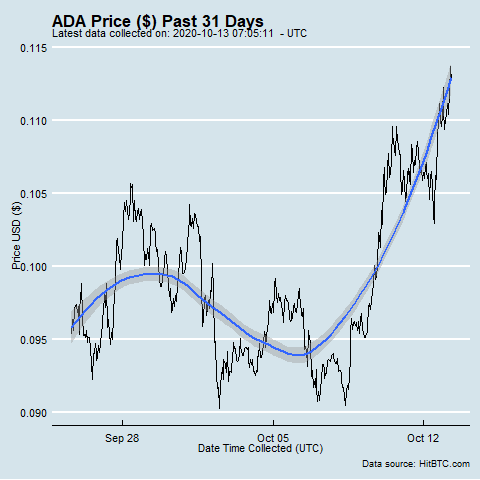 ADA Price ($) Past 31 Days
Latest data collected on: 2020-10-13 07:05:11 - UTC
0.115
0.110
0.105
0.100
0.095
0.090
Price USD ($)
Sep 28
Oct 05
Oct 12
Date Time Collected (UTC)
Data source: HitBTC.com